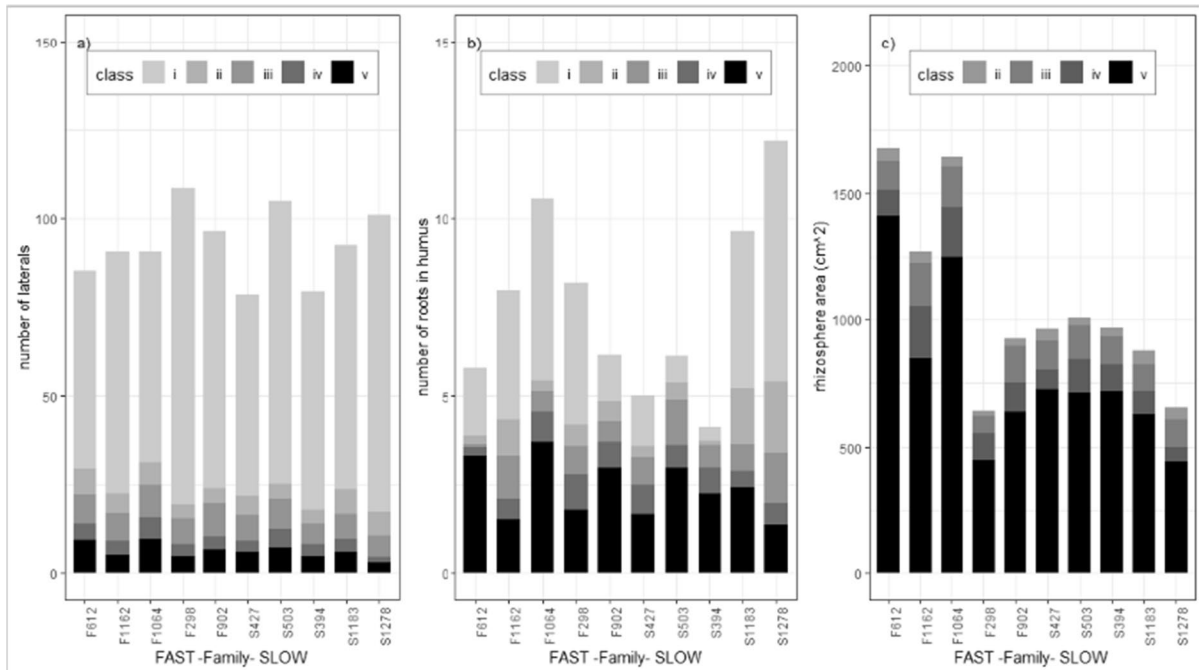 a)
class i ii iii iv v
150
100
50
0
number of laterals
F612 F1162 F1064 F298 F902 S427 S503 S394 S1183 S1278
FAST -Family- SLOW
b)
class i ii iii iv v
5
0
number of roots in humus
F612 F1162 F1064 F298 F902 S427 S503 S394 S1183 S1278
FAST -Family- SLOW
c)
class ii iii iv v
2000
1500
1000
500
0
rhizosphere area (cm^2)
F612 F1162 F1064 F298 F902 S427 S503 S394 S1183 S1278
FAST -Family- SLOW